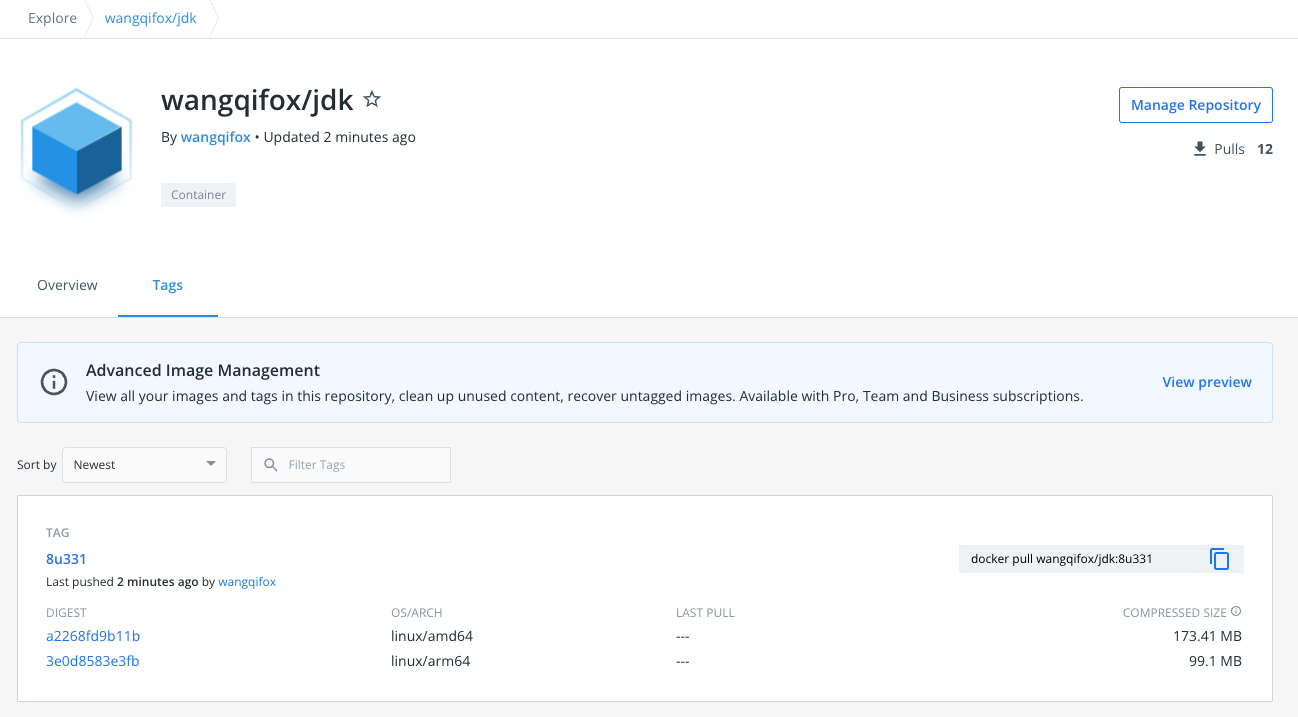 Explore wangqifox/jdk
wangqifox/jdk
Manage Repository
By wangqifox • Updated 2 minutes ago
Pulls 12
Container
Overview Tags
Advanced Image Management
View all your images and tags in this repository, clean up unused content, recover untagged images. Available with Pro, Team and Business subscriptions.
View preview
Sort by Newest Filter Tags
TAG
8u331
docker pull wangqifox/jdk:8u331
Last pushed 2 minutes ago by wangqifox
DIGEST OS/ARCH LAST PULL COMPRESSED SIZE
a2268fd9b11b linux/amd64 --- 173.41 MB
3e0d8583e3fb linux/arm64 --- 99.1 MB